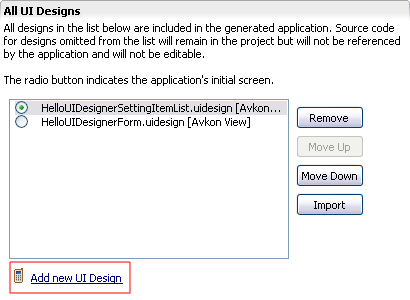 All UI Designs
All designs in the list below are included in the generated application. Source code
for designs omitted from the list will remain in the project but will not be referenced
by the application and will not be editable.
The radio button indicates the application's initial screen.
HelloUIDesignerSettingItemList.uidesign [Avkon...
HelloUIDesignerForm.uidesign [Avkon View]
Remove
Move Up
Move Down
Import
Add new UI Design